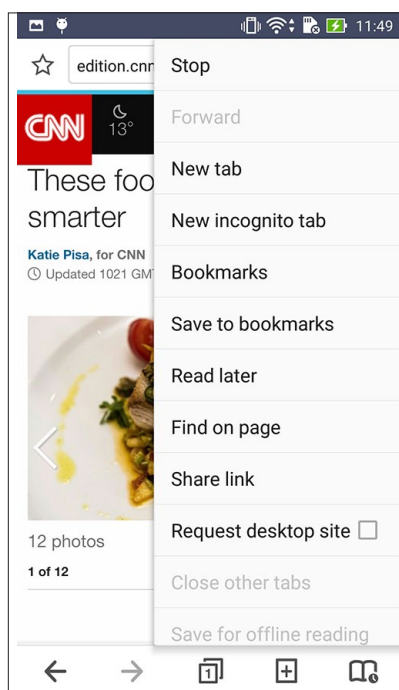 11:49
edition.cnn
Stop
Forward
CNN
13°
New tab
These foo
smarter
New incognito tab
Katie Pisa, for CNN
Updated 1021 GM
Bookmarks
Save to bookmarks
Read later
Find on page
Share link
Request desktop site
12 photos
1 of 12
Close other tabs
Save for offline reading
1